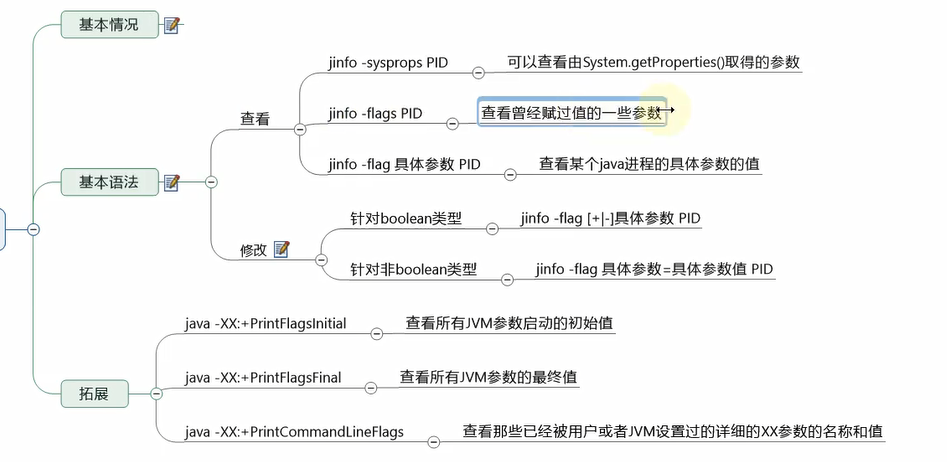 基本情况
基本语法
查看
jinfo -sysprops PID
可以查看由System.getProperties()取得的参数
jinfo -flags PID
查看曾经赋过值的一些参数
jinfo -flag 具体参数 PID
查看某个java进程的具体参数的值
修改
针对boolean类型
jinfo -flag [+|-]具体参数 PID
针对非boolean类型
jinfo -flag 具体参数=具体参数值 PID
拓展
java -XX:+PrintFlagsInitial
查看所有JVM参数启动的初始值
java -XX:+PrintFlagsFinal
查看所有JVM参数的最终值
java -XX:+PrintCommandLineFlags
查看那些已经被用户或者JVM设置过的详细的XX参数的名称和值